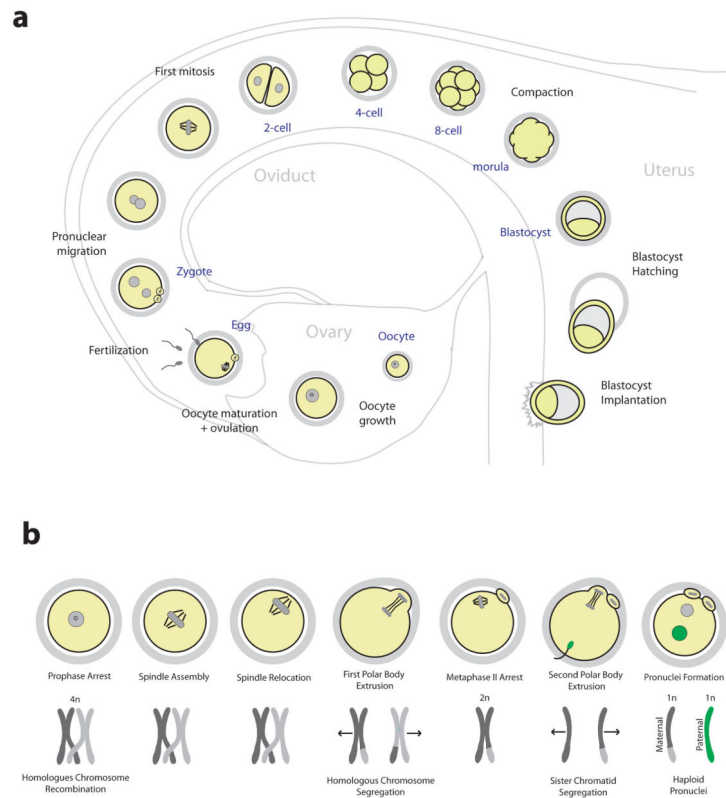 a
First mitosis
2-cell
4-cell
8-cell
Compaction
morula
Oviduct
Uterus
Pronuclear
migration
Blastocyst
Blastocyst
Hatching
Zygote
Egg
Ovary
Oocyte
Fertilization
Oocyte maturation
+ ovulation
Oocyte
growth
Blastocyst
Implantation
b
Prophase Arrest
Spindle Assembly
Spindle Relocation
First Polar Body
Extrusion
Metaphase II Arrest
Second Polar Body
Extrusion
Pronuclei Formation
4n
2n
1n
1n
Maternal
Paternal
Homologues Chromosome
Recombination
Homologous Chromosome
Segregation
Sister Chromatid
Segregation
Haploid
Pronuclei